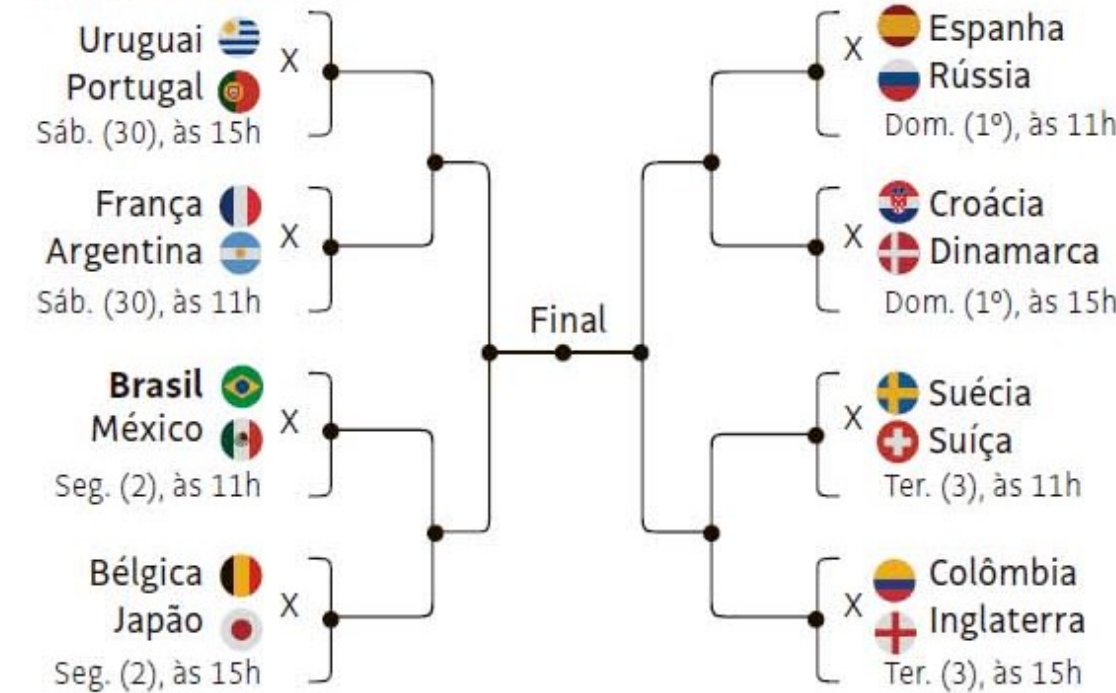 Uruguai
X
Portugal
Sáb. (30), às 15h
França
X
Argentina
Sáb. (30), às 11h
Brasil
X
México
Seg. (2), às 11h
Bélgica
X
Japão
Seg. (2), às 15h
Final
Espanha
X
Rússia
Dom. (1º), às 11h
Croácia
X
Dinamarca
Dom. (1º), às 15h
Suécia
X
Suíça
Ter. (3), às 11h
Colômbia
X
Inglaterra
Ter. (3), às 15h